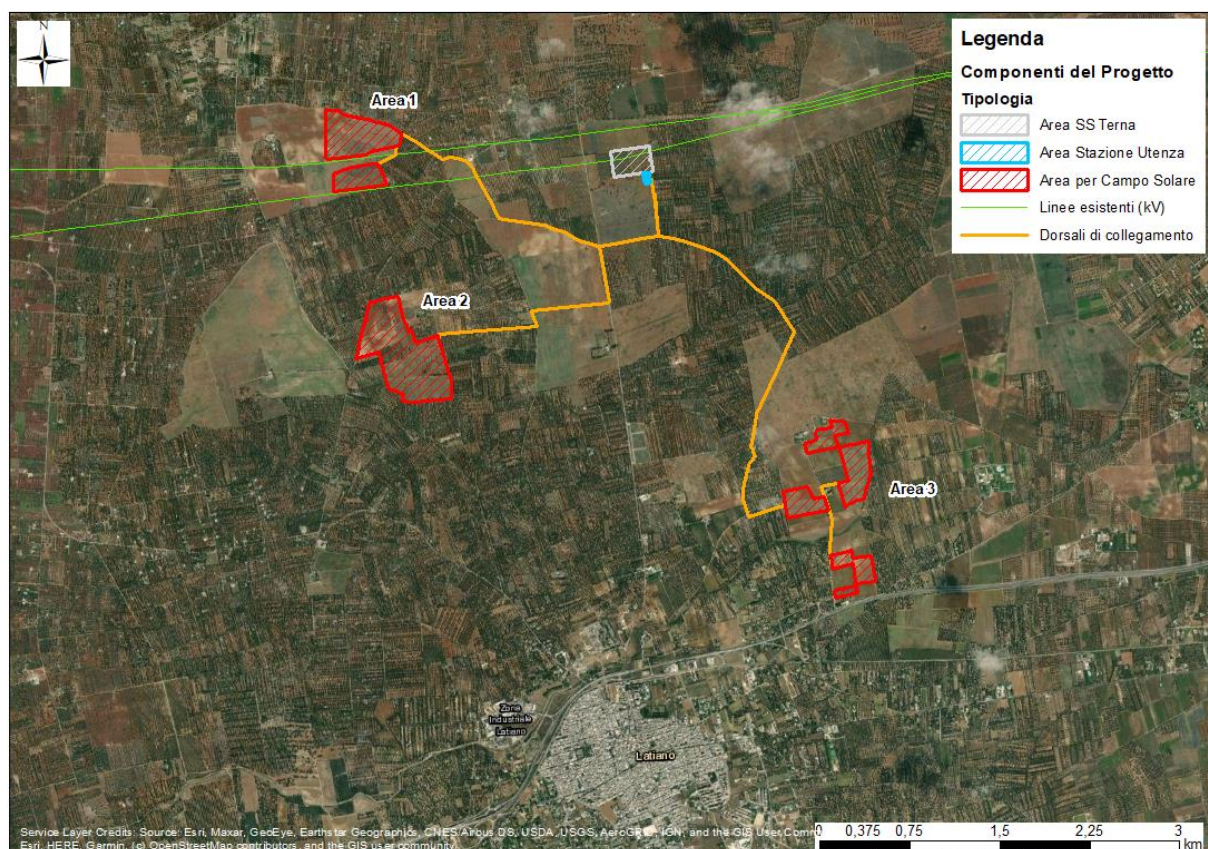 N
Area 1
Area 2
Area 3
Legenda
Componenti del Progetto
Tipologia
Area SS Terna
Area Stazione Utenza
Area per Campo Solare
Linee esistenti (kV)
Dorsali di collegamento
Zona
Industriale
Latiano
Latiano
Service Layer Credits: Source: Esri, Maxar, GeoEye, Earthstar Geographics, CNES/Airbus DS, USDA, USGS, AeroGRID, IGN, and the GIS User Comm
Esri, HERE, Garmin, (c) OpenStreetMap contributors, and the GIS user community
0 0,375 0,75 1,5 2,25 3
km